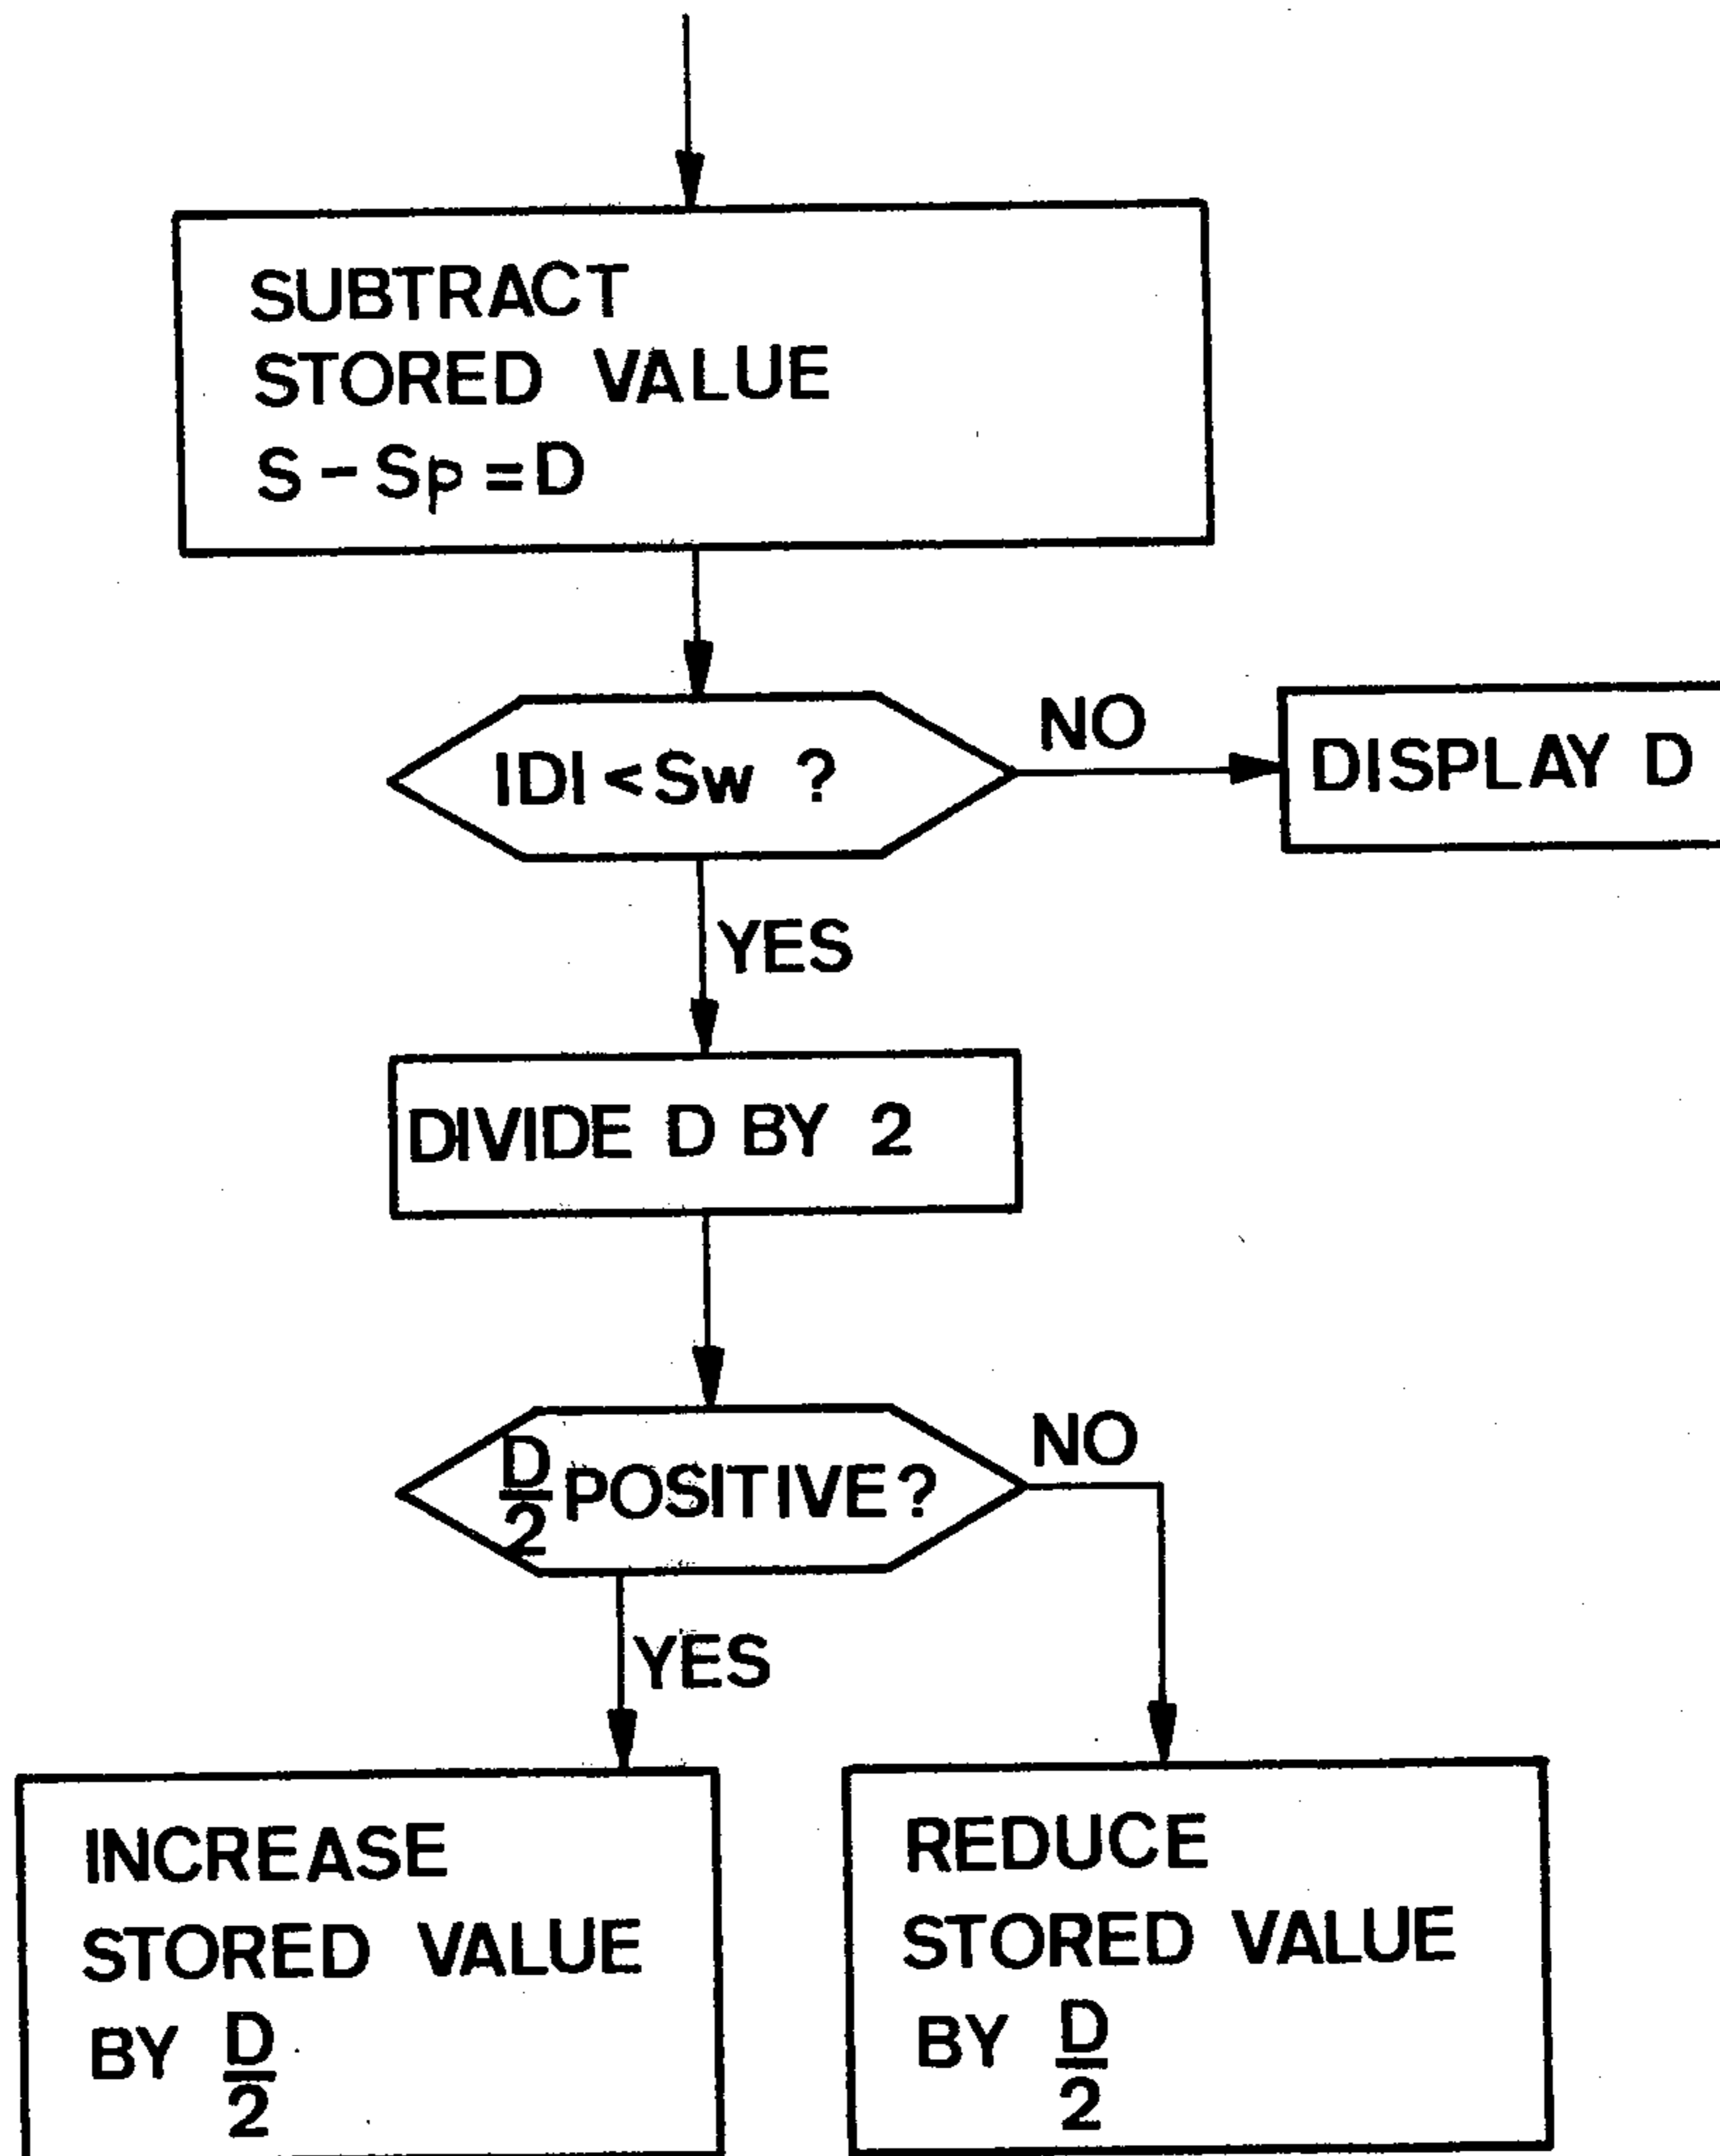 SUBTRACT
STORED VALUE
S - Sp = D
|D| < Sw ?
NO
DISPLAY D
YES
DIVIDE D BY 2
D/2 POSITIVE?
NO
YES
INCREASE
STORED VALUE
BY D/2
REDUCE
STORED VALUE
BY D/2